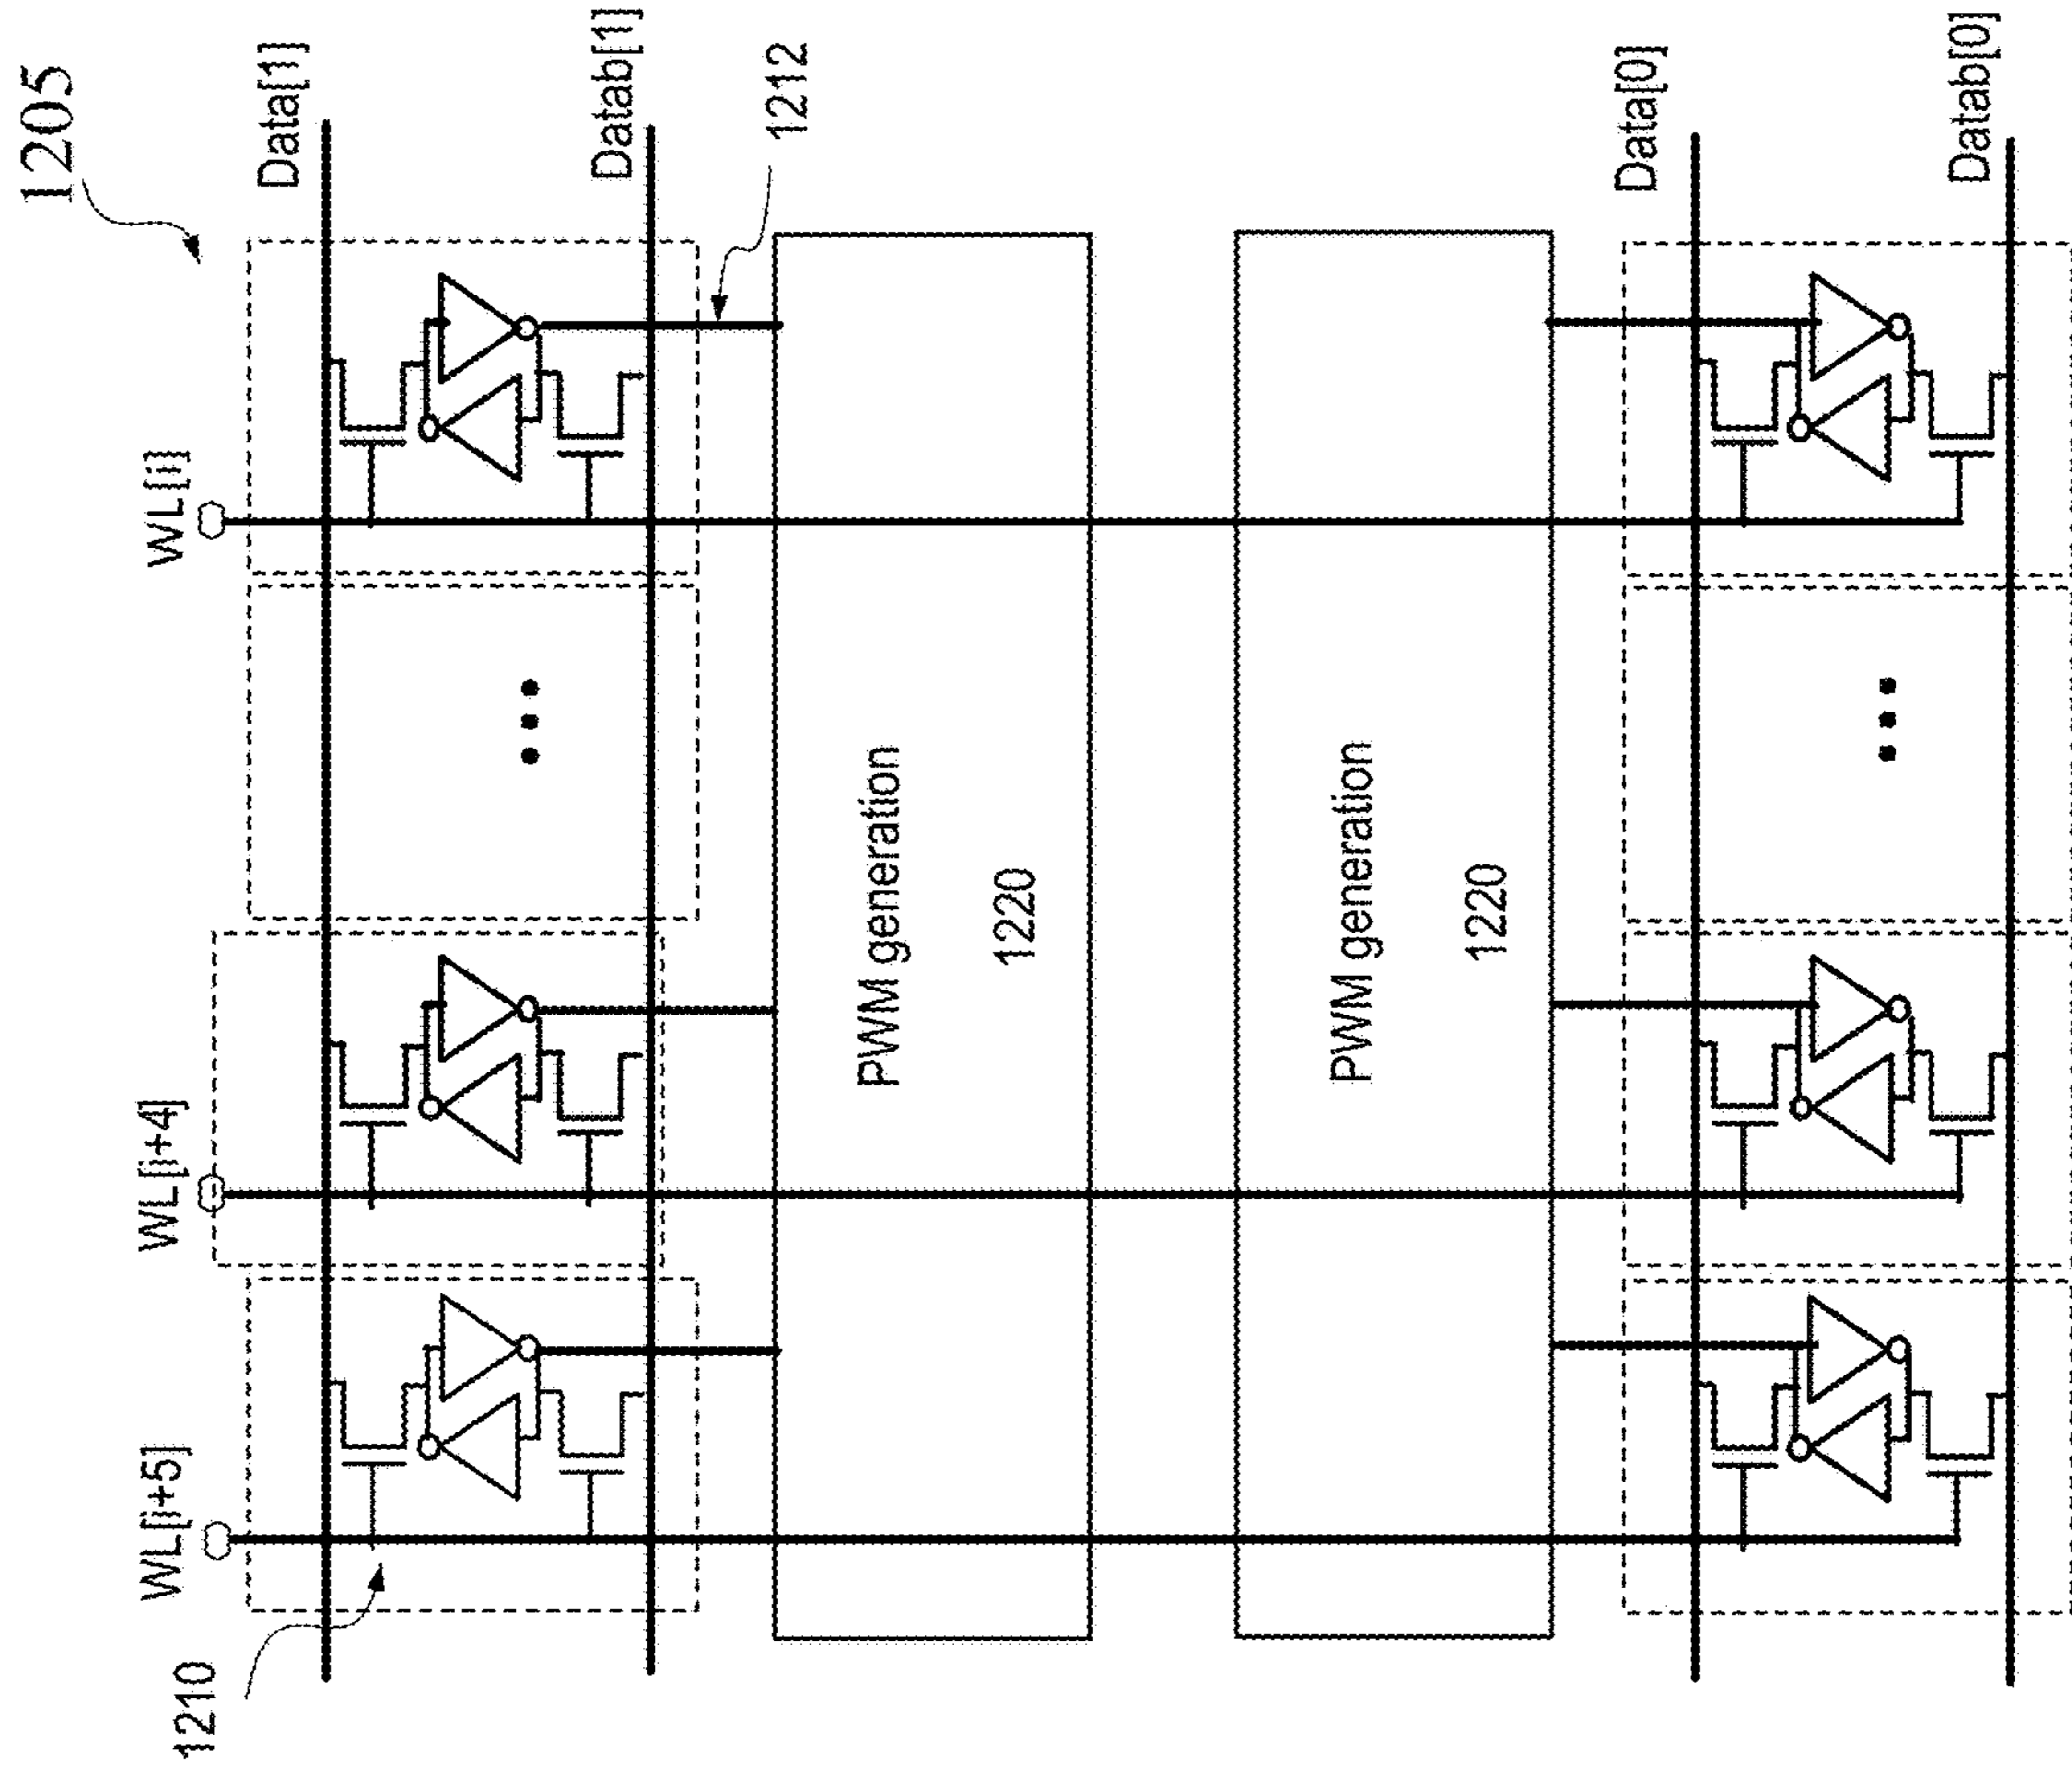 1205
Data[1]
Datab[1]
1212
WL[i]
WL[i+4]
WL[i+5]
1210
PWM generation
1220
PWM generation
1220
Data[0]
Datab[0]